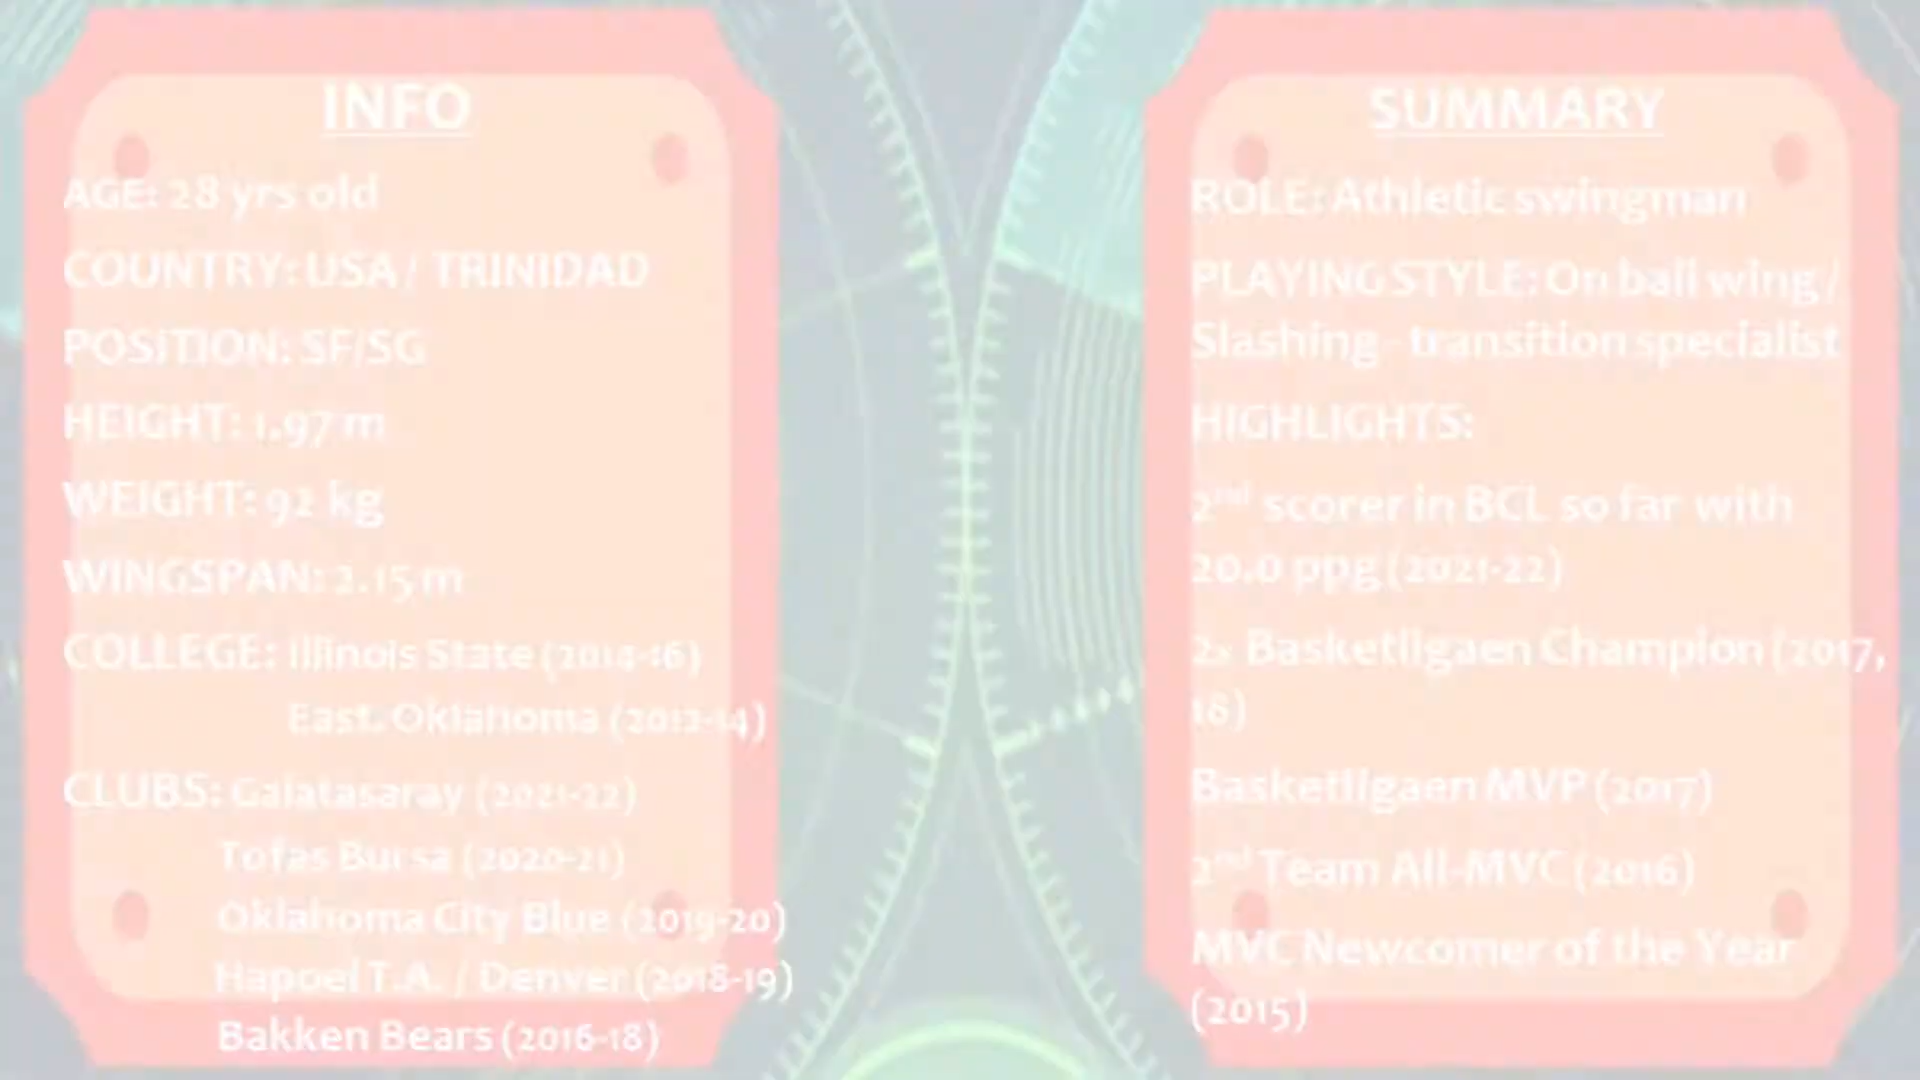 INFO
AGE: 28 yrs old
COUNTRY: USA / TRINIDAD
POSITION: SF/SG
HEIGHT: 1.97 m
WEIGHT: 92 kg
WINGSPAN: 2.15 m
COLLEGE: Illinois State (2014-16)
East. Oklahoma (2012-14)
CLUBS: Galatasaray (2021-22)
Tofas Bursa (2020-21)
Oklahoma City Blue (2019-20)
Hapoel T.A. / Denver (2018-19)
Bakken Bears (2016-18)
SUMMARY
ROLE: Athletic swingman
PLAYING STYLE: On ball wing /
Slashing - transition specialist
HIGHLIGHTS:
2nd scorer in BCL so far with
20.0 ppg (2021-22)
2x Basketligaen Champion (2017,
18)
Basketligaen MVP (2017)
2nd Team All-MVC (2016)
MVC Newcomer of the Year
(2015)